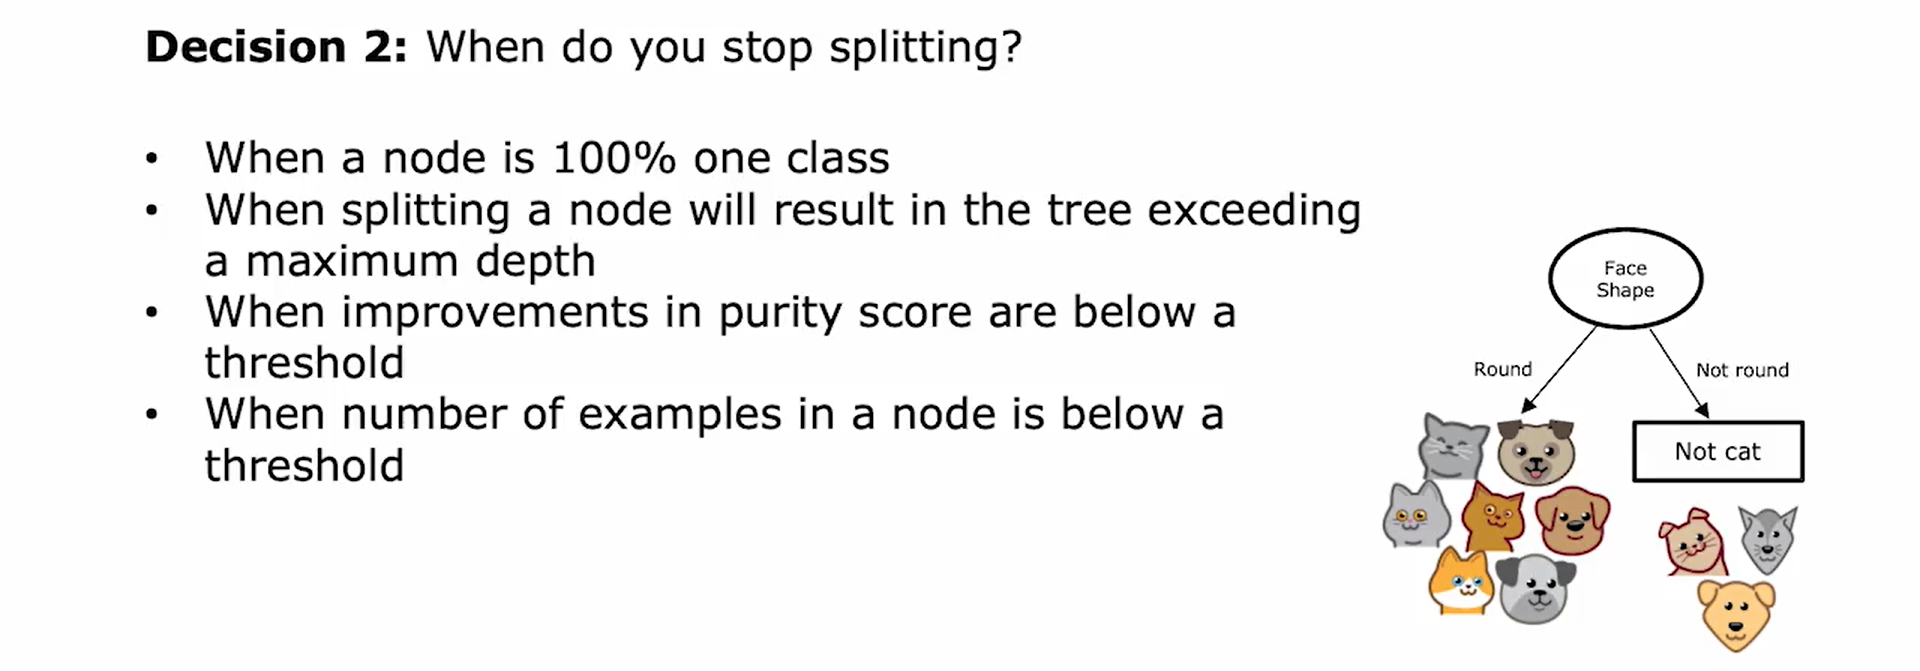 Decision 2: When do you stop splitting?
• When a node is 100% one class
• When splitting a node will result in the tree exceeding
a maximum depth
• When improvements in purity score are below a
threshold
• When number of examples in a node is below a
threshold
Face
Shape
Round
Not round
Not cat